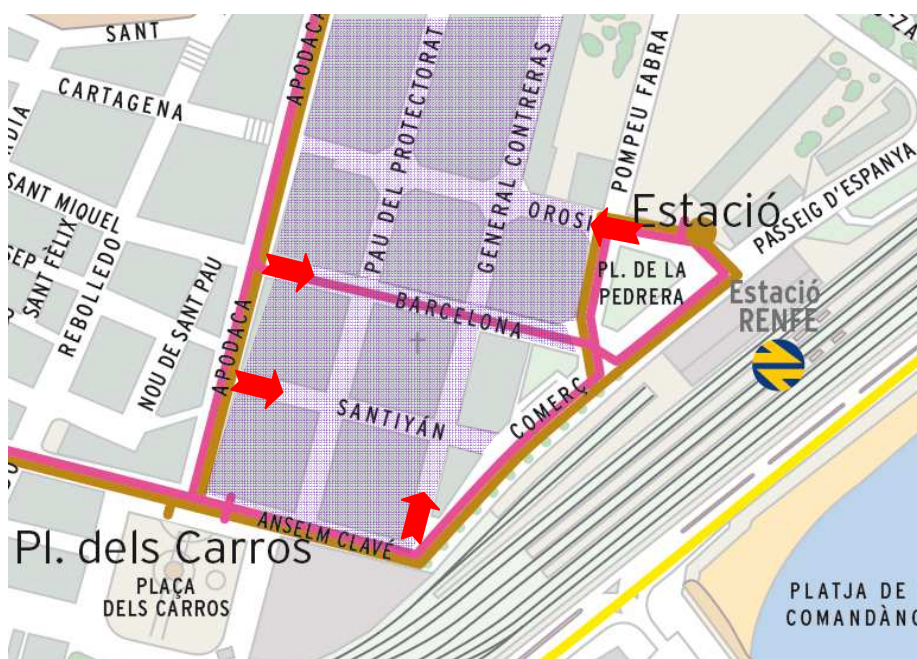 SANT
CARTAGENA
APODACA
PAU DEL PROTECTORAT
GENERAL CONTRERAS
POMPEU FABRA
PASSEIG D'ESPANYA
SANT MIQUEL
SANT FÈLIX
REBOLLEDO
NOU DE SANT PAU
APODACA
Estació
PL. DE LA
PEDRERA
Estació
RENFE
BARCELONA
SANTIYÁN
COMERÇ
ANSELM CLAVÉ
Pl. dels Carros
PLAÇA
DELS CARROS
PLATJA DE